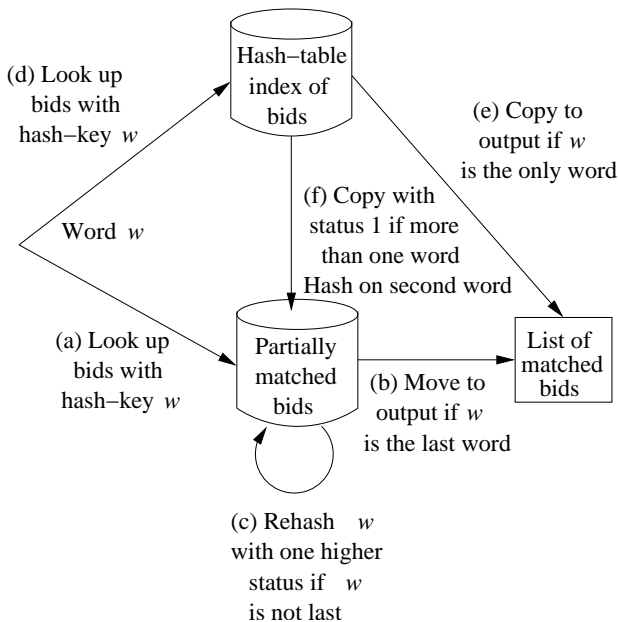 (d) Look up
bids with
hash−key w
Hash−table
index of
bids
(e) Copy to
output if w
is the only word
Word w
(f) Copy with
status 1 if more
than one word
Hash on second word
(a) Look up
bids with
hash−key w
Partially
matched
bids
List of
matched
bids
(b) Move to
output if w
is the last word
(c) Rehash w
with one higher
status if w
is not last